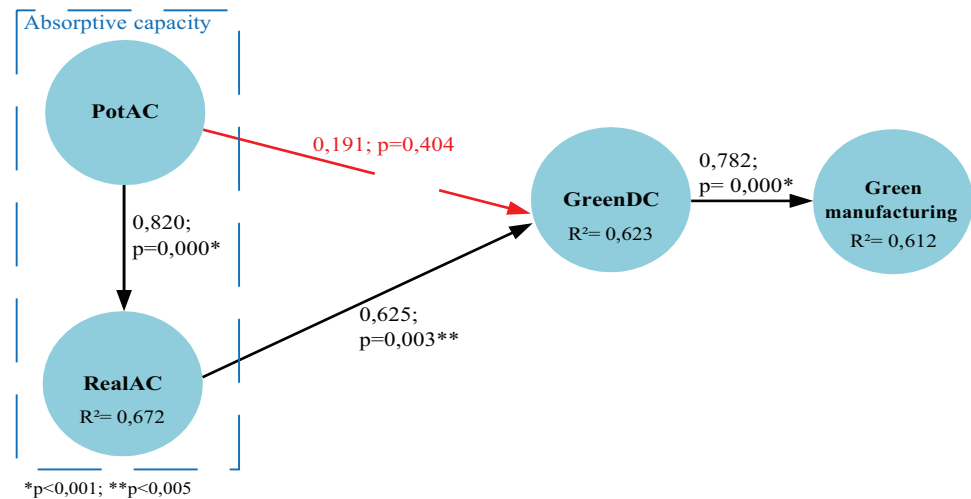 Absorptive capacity
PotAC
0,191; p=0,404
0,820;
p=0,000*
GreenDC
R²= 0,623
0,782;
p= 0,000*
Green
manufacturing
R²= 0,612
0,625;
p=0,003**
RealAC
R²= 0,672
*p<0,001; **p<0,005